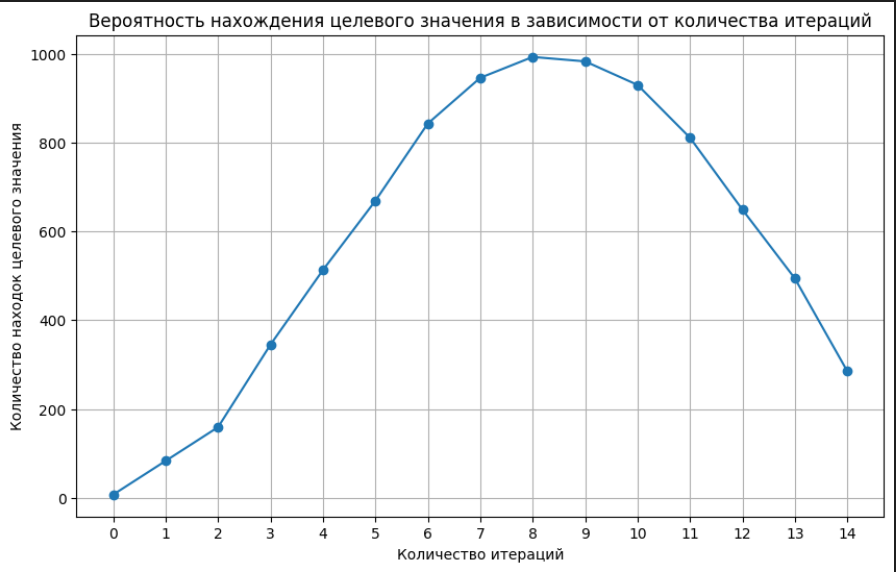 Вероятность нахождения целевого значения в зависимости от количества итераций
Количество находок целевого значения
1000
800
600
400
200
0
0 1 2 3 4 5 6 7 8 9 10 11 12 13 14
Количество итераций